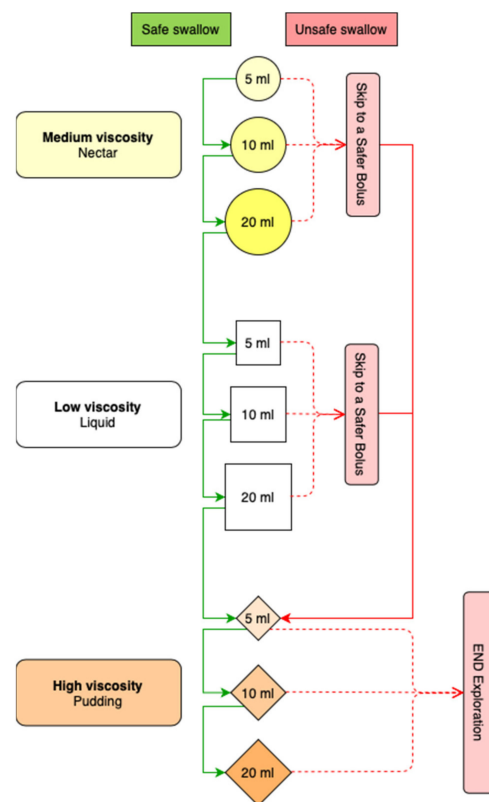 Safe swallow
Unsafe swallow
5 ml
Medium viscosity
Nectar
10 ml
20 ml
Skip to a Safer Bolus
Low viscosity
Liquid
5 ml
10 ml
20 ml
Skip to a Safer Bolus
High viscosity
Pudding
5 ml
10 ml
20 ml
END Exploration